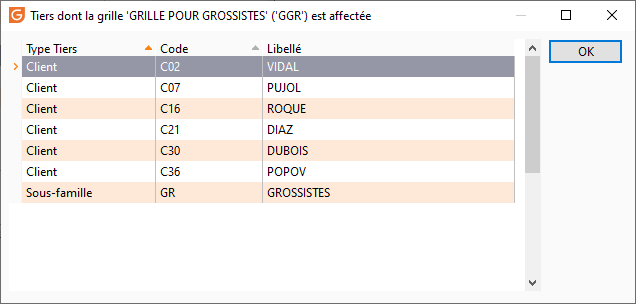 Tiers dont la grille 'GRILLE POUR GROSSISTES' ('GGR') est affectée
Type Tiers Code Libellé
Client C02 VIDAL
Client C07 PUJOL
Client C16 ROQUE
Client C21 DIAZ
Client C30 DUBOIS
Client C36 POPOV
Sous-famille GR GROSSISTES
OK